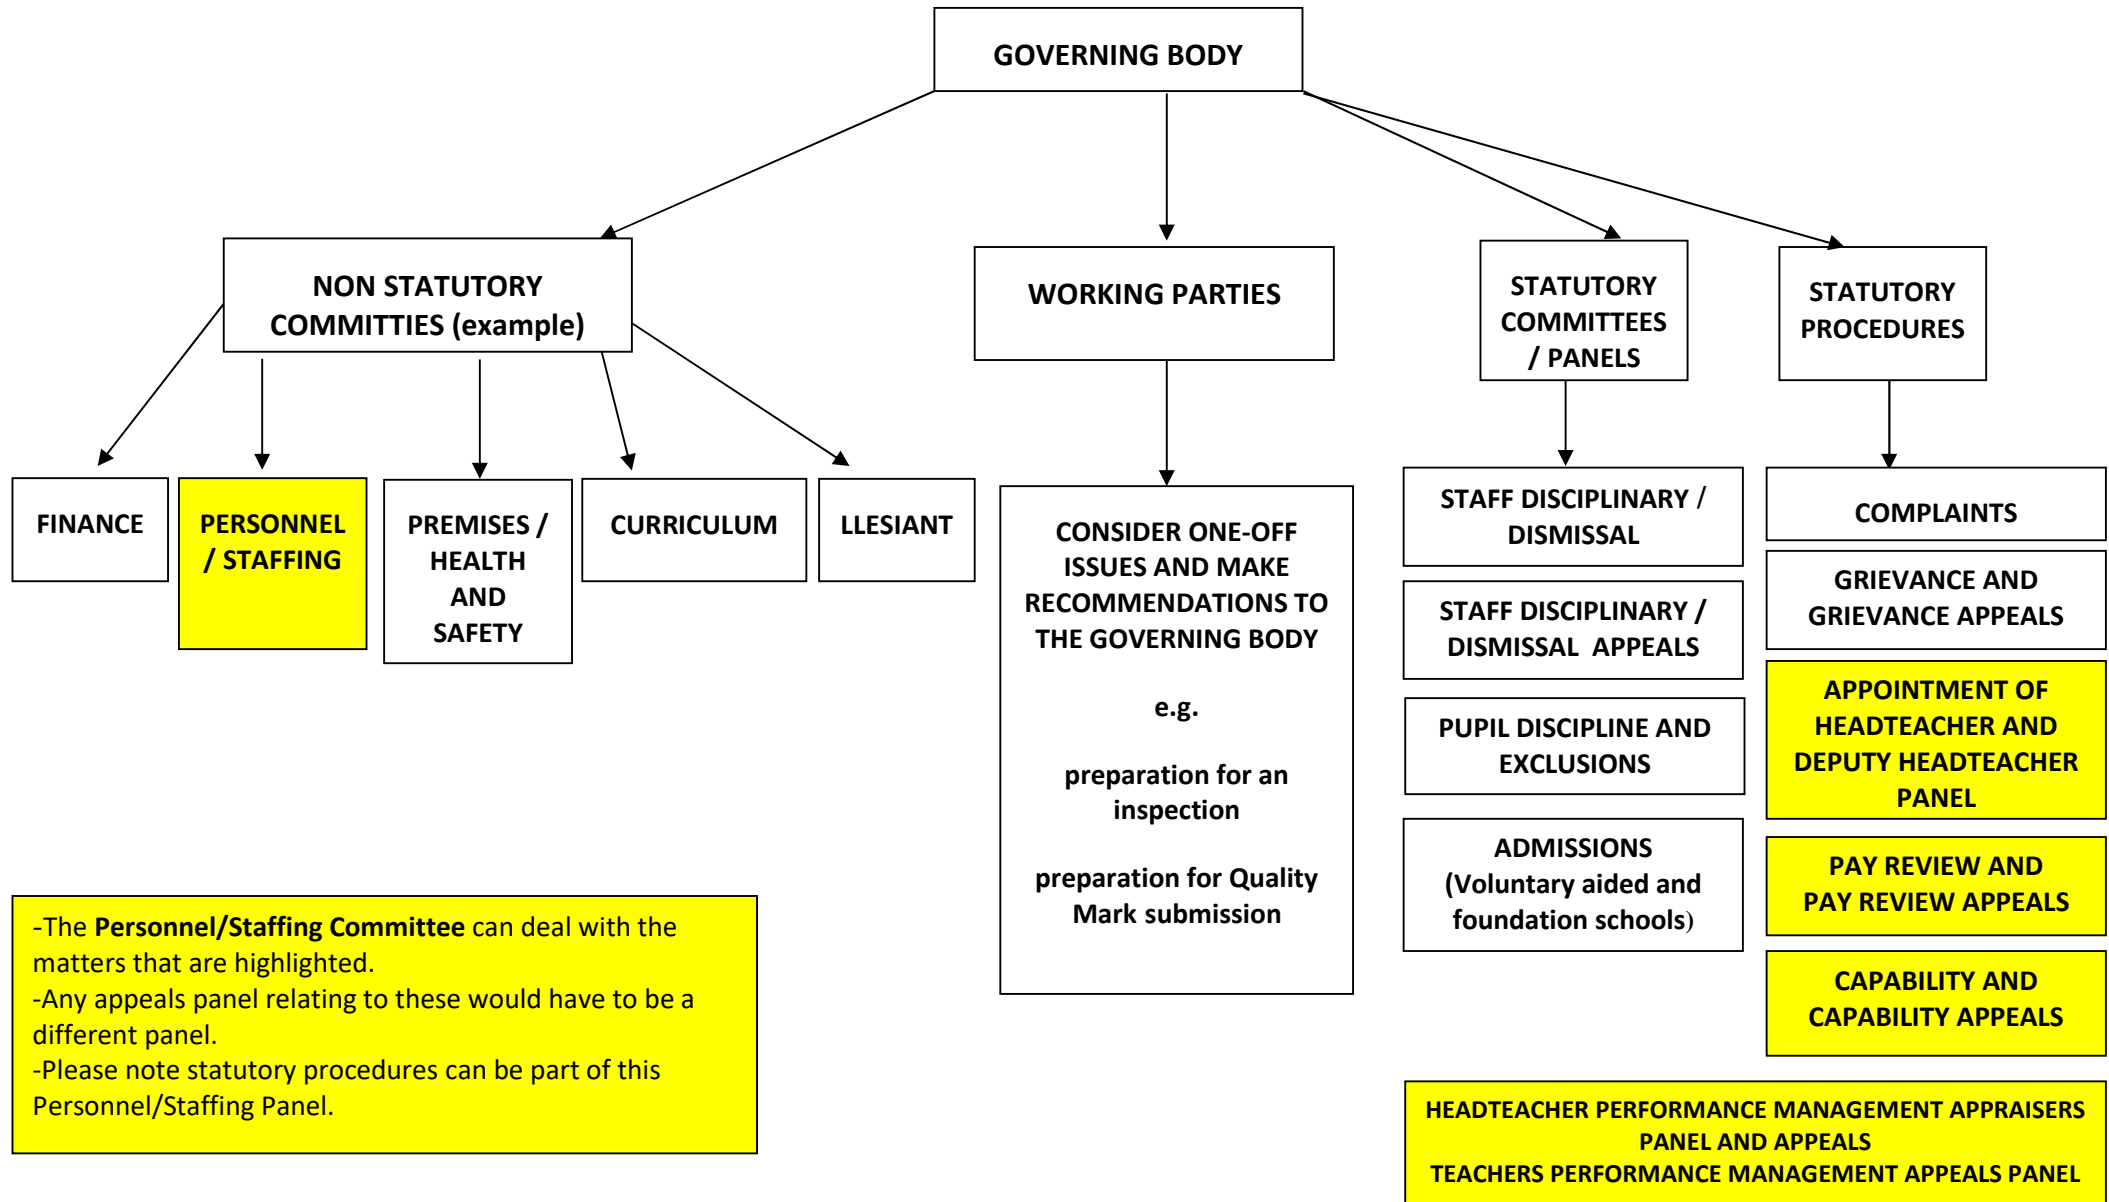 GOVERNING BODY
NON STATUTORY
COMMITTIES (example)
WORKING PARTIES
STATUTORY
COMMITTEES
/ PANELS
STATUTORY
PROCEDURES
FINANCE
PERSONNEL
/ STAFFING
PREMISES /
HEALTH
AND
SAFETY
CURRICULUM
LLESIANT
CONSIDER ONE-OFF
ISSUES AND MAKE
RECOMMENDATIONS TO
THE GOVERNING BODY
e.g.
preparation for an
inspection
preparation for Quality
Mark submission
STAFF DISCIPLINARY /
DISMISSAL
STAFF DISCIPLINARY /
DISMISSAL APPEALS
PUPIL DISCIPLINE AND
EXCLUSIONS
ADMISSIONS
(Voluntary aided and
foundation schools)
COMPLAINTS
GRIEVANCE AND
GRIEVANCE APPEALS
APPOINTMENT OF
HEADTEACHER AND
DEPUTY HEADTEACHER
PANEL
PAY REVIEW AND
PAY REVIEW APPEALS
CAPABILITY AND
CAPABILITY APPEALS
HEADTEACHER PERFORMANCE MANAGEMENT APPRAISERS
PANEL AND APPEALS
TEACHERS PERFORMANCE MANAGEMENT APPEALS PANEL
-The Personnel/Staffing Committee can deal with the
matters that are highlighted.
-Any appeals panel relating to these would have to be a
different panel.
-Please note statutory procedures can be part of this
Personnel/Staffing Panel.